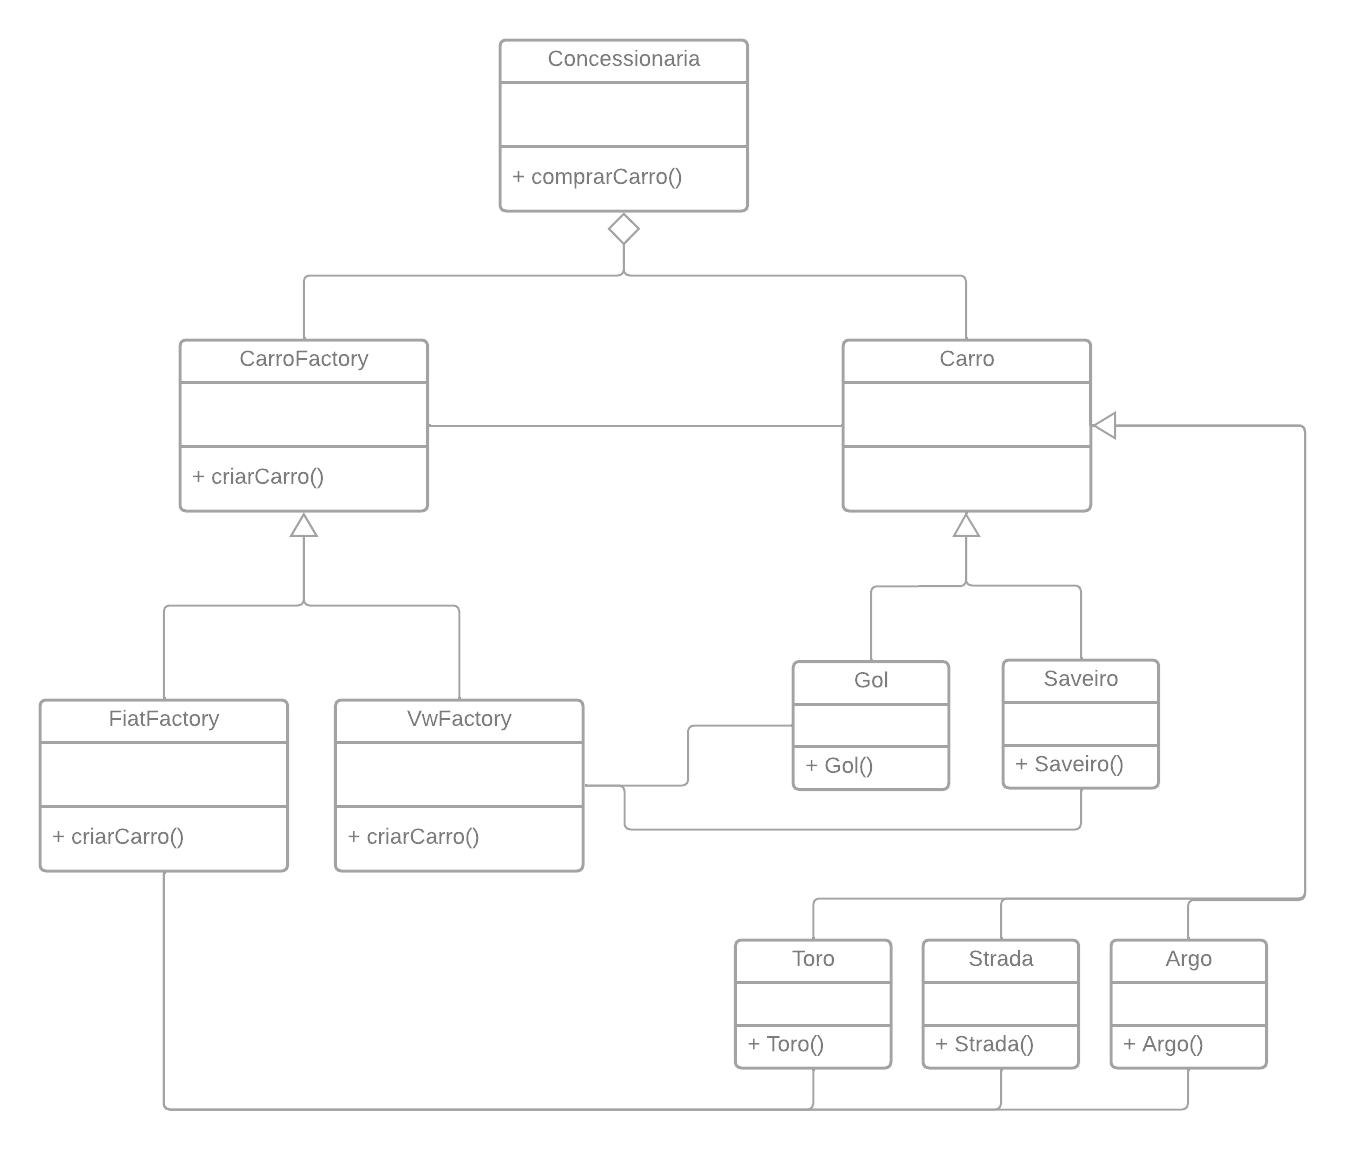 Concessionaria
+ comprarCarro()
CarroFactory
+ criarCarro()
Carro
FiatFactory
+ criarCarro()
VwFactory
+ criarCarro()
Gol
+ Gol()
Saveiro
+ Saveiro()
Toro
+ Toro()
Strada
+ Strada()
Argo
+ Argo()